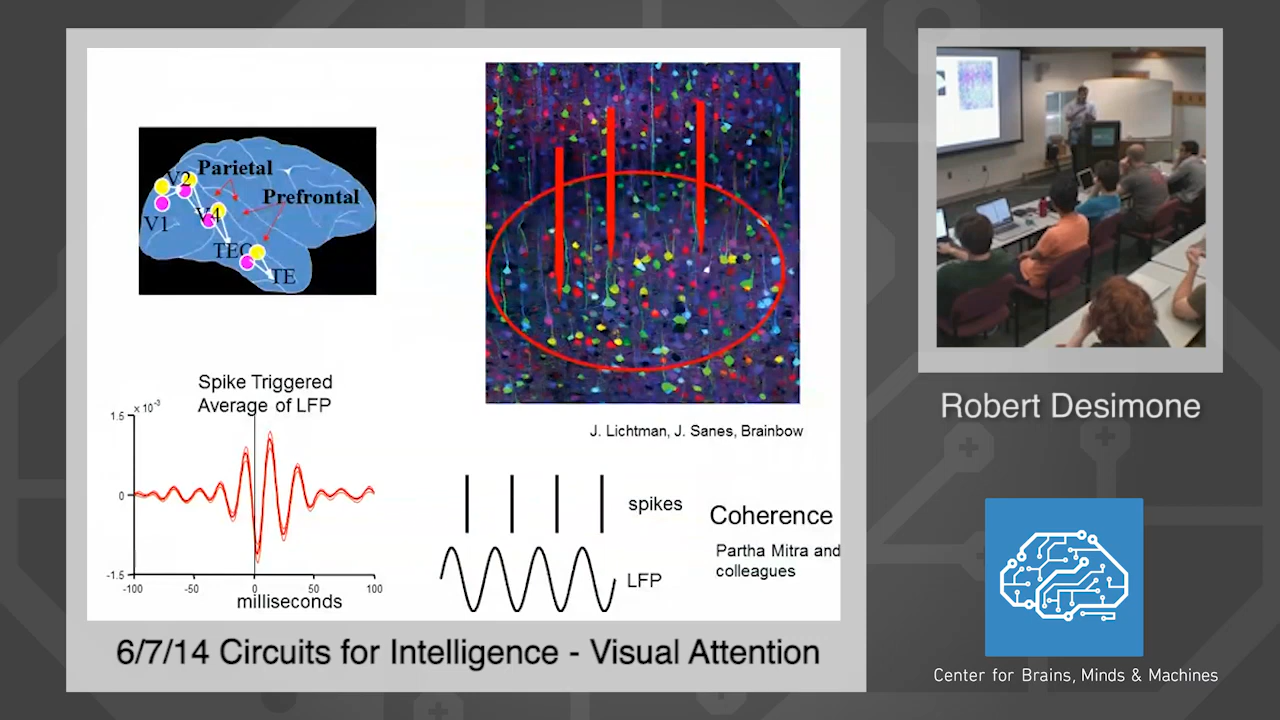 V2
Parietal
Prefrontal
V1
V4
TEO
TE
J. Lichtman, J. Sanes, Brainbow
Spike Triggered
Average of LFP
x 10⁻³
1.5
0
-1.5
-100
-50
0
50
100
milliseconds
spikes
LFP
Coherence
Partha Mitra and
colleagues
6/7/14 Circuits for Intelligence - Visual Attention
Robert Desimone
Center for Brains, Minds & Machines